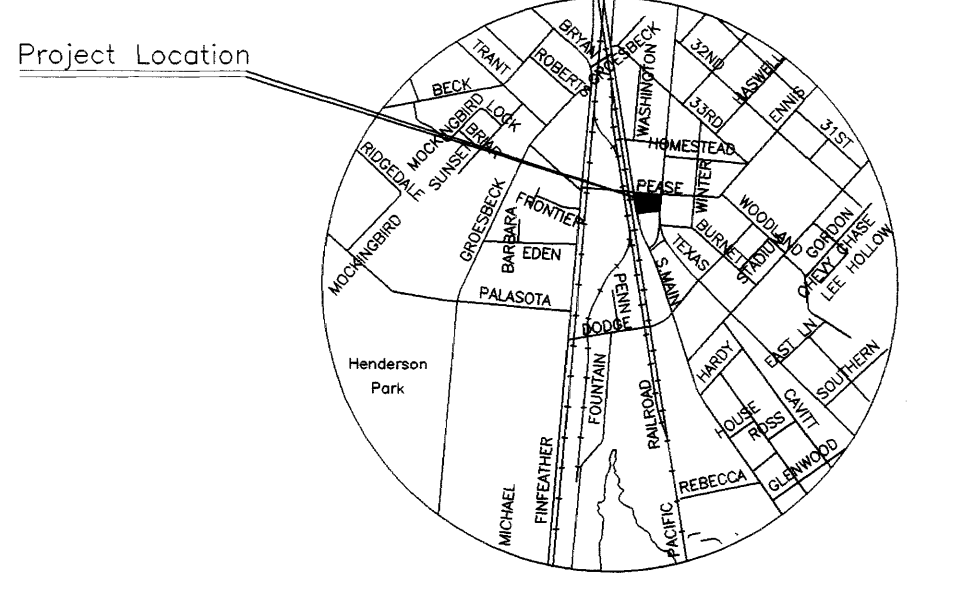 Project Location
BRYAN
GROESBECK
TRANT
ROBERTS
WASHINGTON
32ND
HASWELL
BECK
33RD
ENNIS
MOCKINGBIRD
LOCK
BRIAR
SUNSET
31ST
HOMESTEAD
RIDGEDALE
PEASE
WINTER
FRONTIER
GROESBECK
BARBARA
WOODLAND
BURNETT
STADIUM
GORDON
CHEVY CHASE
LEE HOLLOW
MOCKINGBIRD
EDEN
TEXAS
S MAIN
PENN
PALASOTA
DODGE
HARDY
EAST LN
SOUTHERN
Henderson
Park
FOUNTAIN
RAILROAD
HOUSE
ROSS
CAVITT
GLENWOOD
FINFEATHER
REBECCA
MICHAEL
PACIFIC